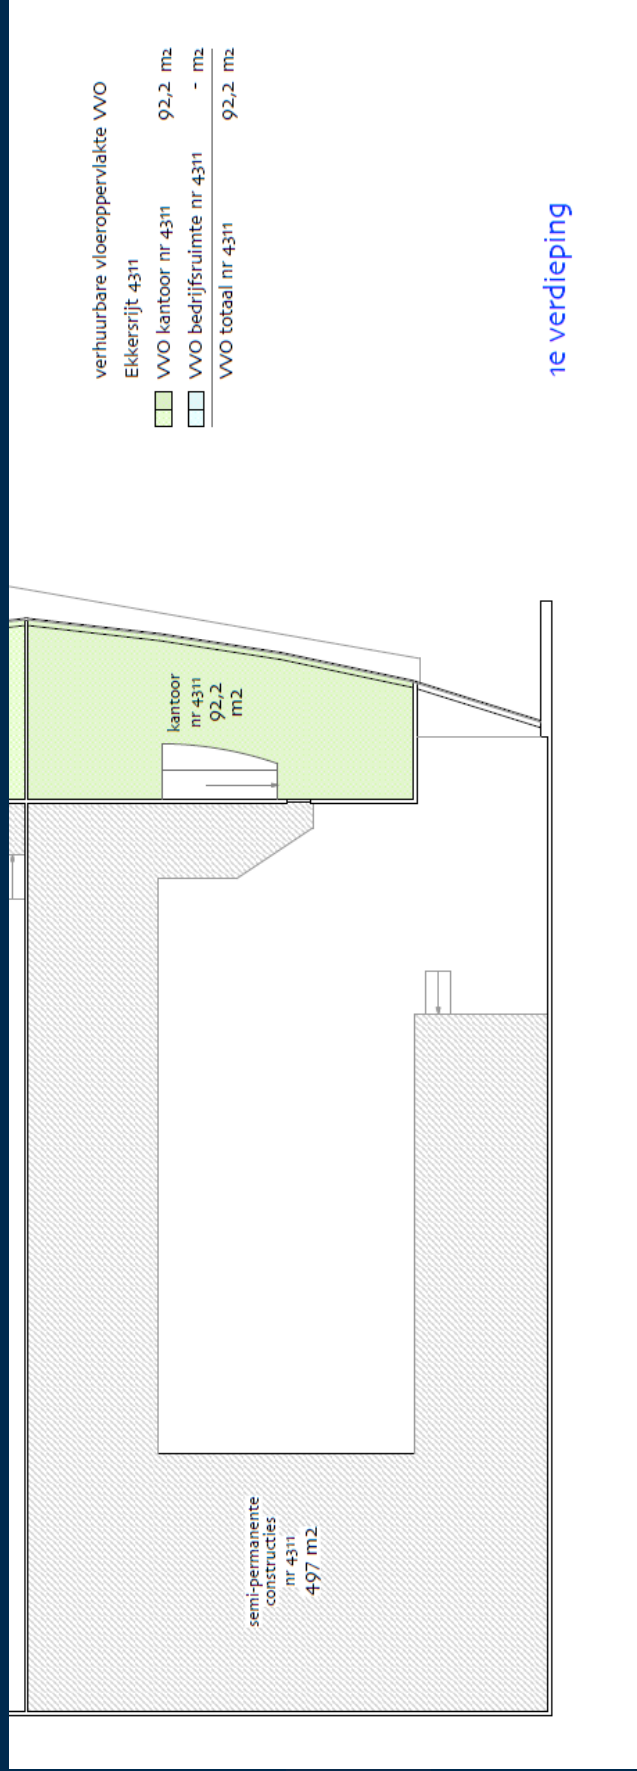 verhuurbare vloeroppervlakte VVO
Ekkersrijt 4311
VVO kantoor nr 4311 92,2 m2
VVO bedrijfsruimte nr 4311 - m2
VVO totaal nr 4311 92,2 m2
1e verdieping
kantoor
nr 4311
92,2
m2
semi-permanente
constructies
nr 4311
497 m2